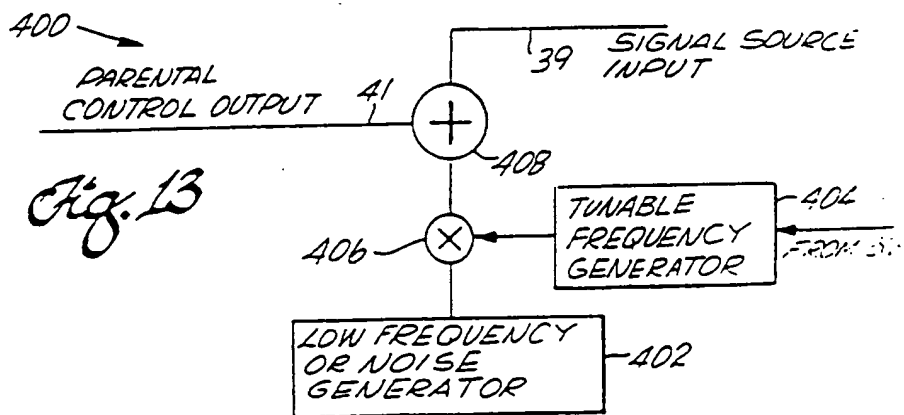 400
39
SIGNAL SOURCE
INPUT
PARENTAL
CONTROL OUTPUT
41
+
408
Fig. 13
406
×
TUNABLE
FREQUENCY
GENERATOR
404
FROM
LOW FREQUENCY
OR NOISE
GENERATOR
402